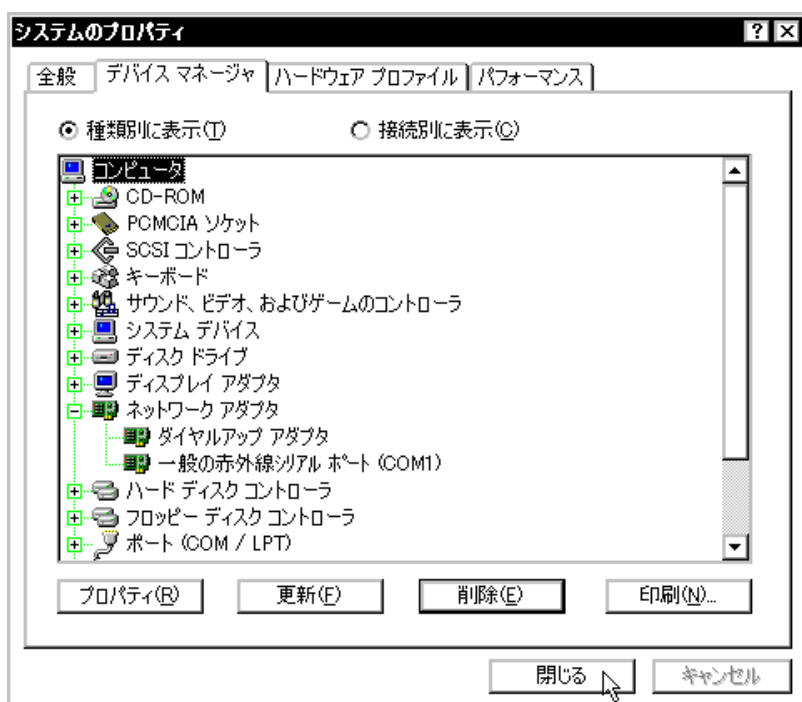 システムのプロパティ
全般 デバイス マネージャ ハードウェア プロファイル パフォーマンス
種類別に表示(T) 接続別に表示(C)
コンピュータ
CD-ROM
PCMCIA ソケット
SCSI コントローラ
キーボード
サウンド、ビデオ、およびゲームのコントローラ
システム デバイス
ディスク ドライブ
ディスプレイ アダプタ
ネットワーク アダプタ
ダイヤルアップ アダプタ
一般の赤外線シリアル ポート (COM1)
ハード ディスク コントローラ
フロッピー ディスク コントローラ
ポート (COM / LPT)
プロパティ(R) 更新(F) 削除(E) 印刷(N)...
閉じる キャンセル